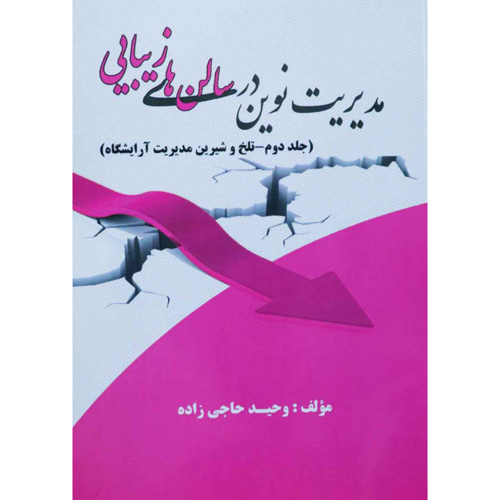 مدیریت نوین در سالن های زیبایی
(جلد دوم-تلخ و شیرین مدیریت آرایشگاه)
مؤلف: وحید حاجی زاده